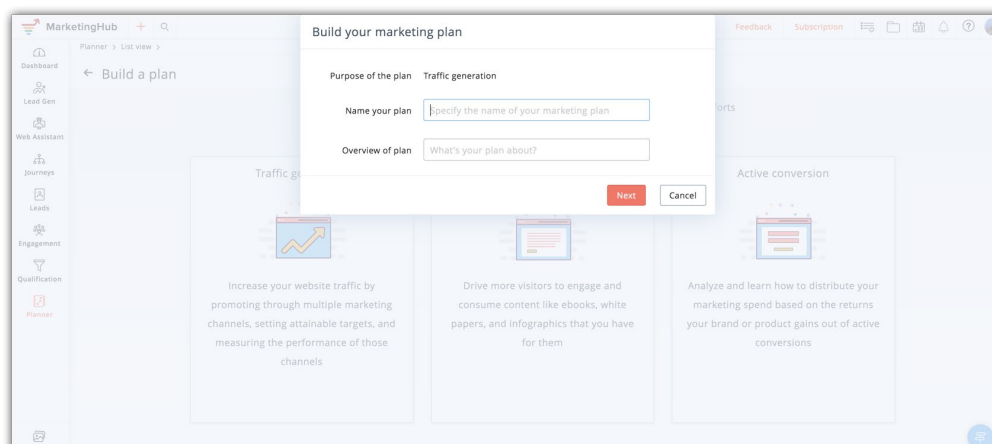 MarketingHub
Feedback
Subscription
Planner > List view >
Build a plan
Dashboard
Lead Gen
Web Assistant
Journeys
Leads
Engagement
Qualification
Planner
Build your marketing plan
Purpose of the plan Traffic generation
Name your plan Specify the name of your marketing plan
Overview of plan What's your plan about?
Next Cancel
forts
Traffic ge
Increase your website traffic by
promoting through multiple marketing
channels, setting attainable targets, and
measuring the performance of those
channels
Drive more visitors to engage and
consume content like ebooks, white
papers, and infographics that you have
for them
Active conversion
Analyze and learn how to distribute your
marketing spend based on the returns
your brand or product gains out of active
conversions